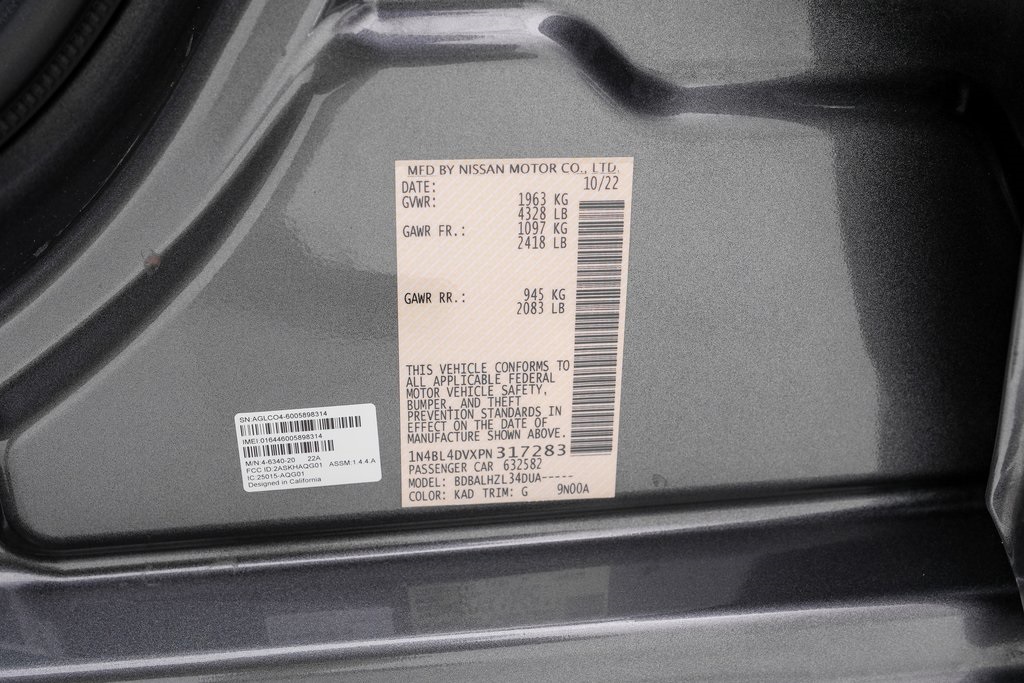 MFD BY NISSAN MOTOR CO., LTD.
DATE: 10/22
GVWR: 1963 KG
4328 LB
GAWR FR.: 1097 KG
2418 LB
GAWR RR.: 945 KG
2083 LB
THIS VEHICLE CONFORMS TO
ALL APPLICABLE FEDERAL
MOTOR VEHICLE SAFETY,
BUMPER, AND THEFT
PREVENTION STANDARDS IN
EFFECT ON THE DATE OF
MANUFACTURE SHOWN ABOVE.
1N4BL4DVXPN317283
PASSENGER CAR 632582
MODEL: BDBALHZL34DUA-----
COLOR: KAD TRIM: G 9N00A
SN:AGLCO4-6005898314
IMEI:016446005898314
M/N:4-6340-20 22A
FCC ID:2ASKHAQG01 ASSM:1.4.4.A
IC:25015-AQG01
Designed in California